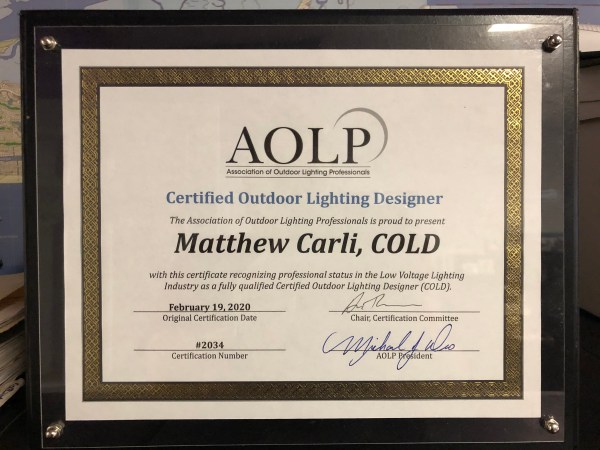 AOLP
Association of Outdoor Lighting Professionals
Certified Outdoor Lighting Designer
The Association of Outdoor Lighting Professionals is proud to present
Matthew Carli, COLD
with this certificate recognizing professional status in the Low Voltage Lighting
Industry as a fully qualified Certified Outdoor Lighting Designer (COLD).
February 19, 2020
Original Certification Date
Chair, Certification Committee
#2034
Certification Number
AOLP President